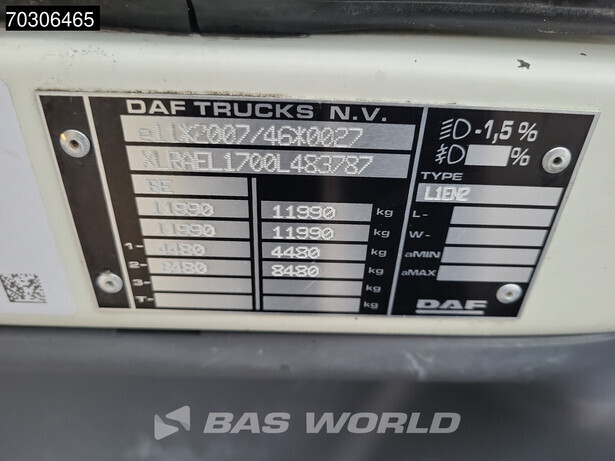 70306465
DAF TRUCKS N.V.
e11*2007/46*0027
XLRAEL1700L483787
BE
11990 11990 kg
11990 11990 kg
1- 4480 4480 kg
2- 8480 8480 kg
3- kg
T- kg
-1,5 %
%
TYPE
L1EN2
L-
W-
aMIN
aMAX
DAF
BAS WORLD